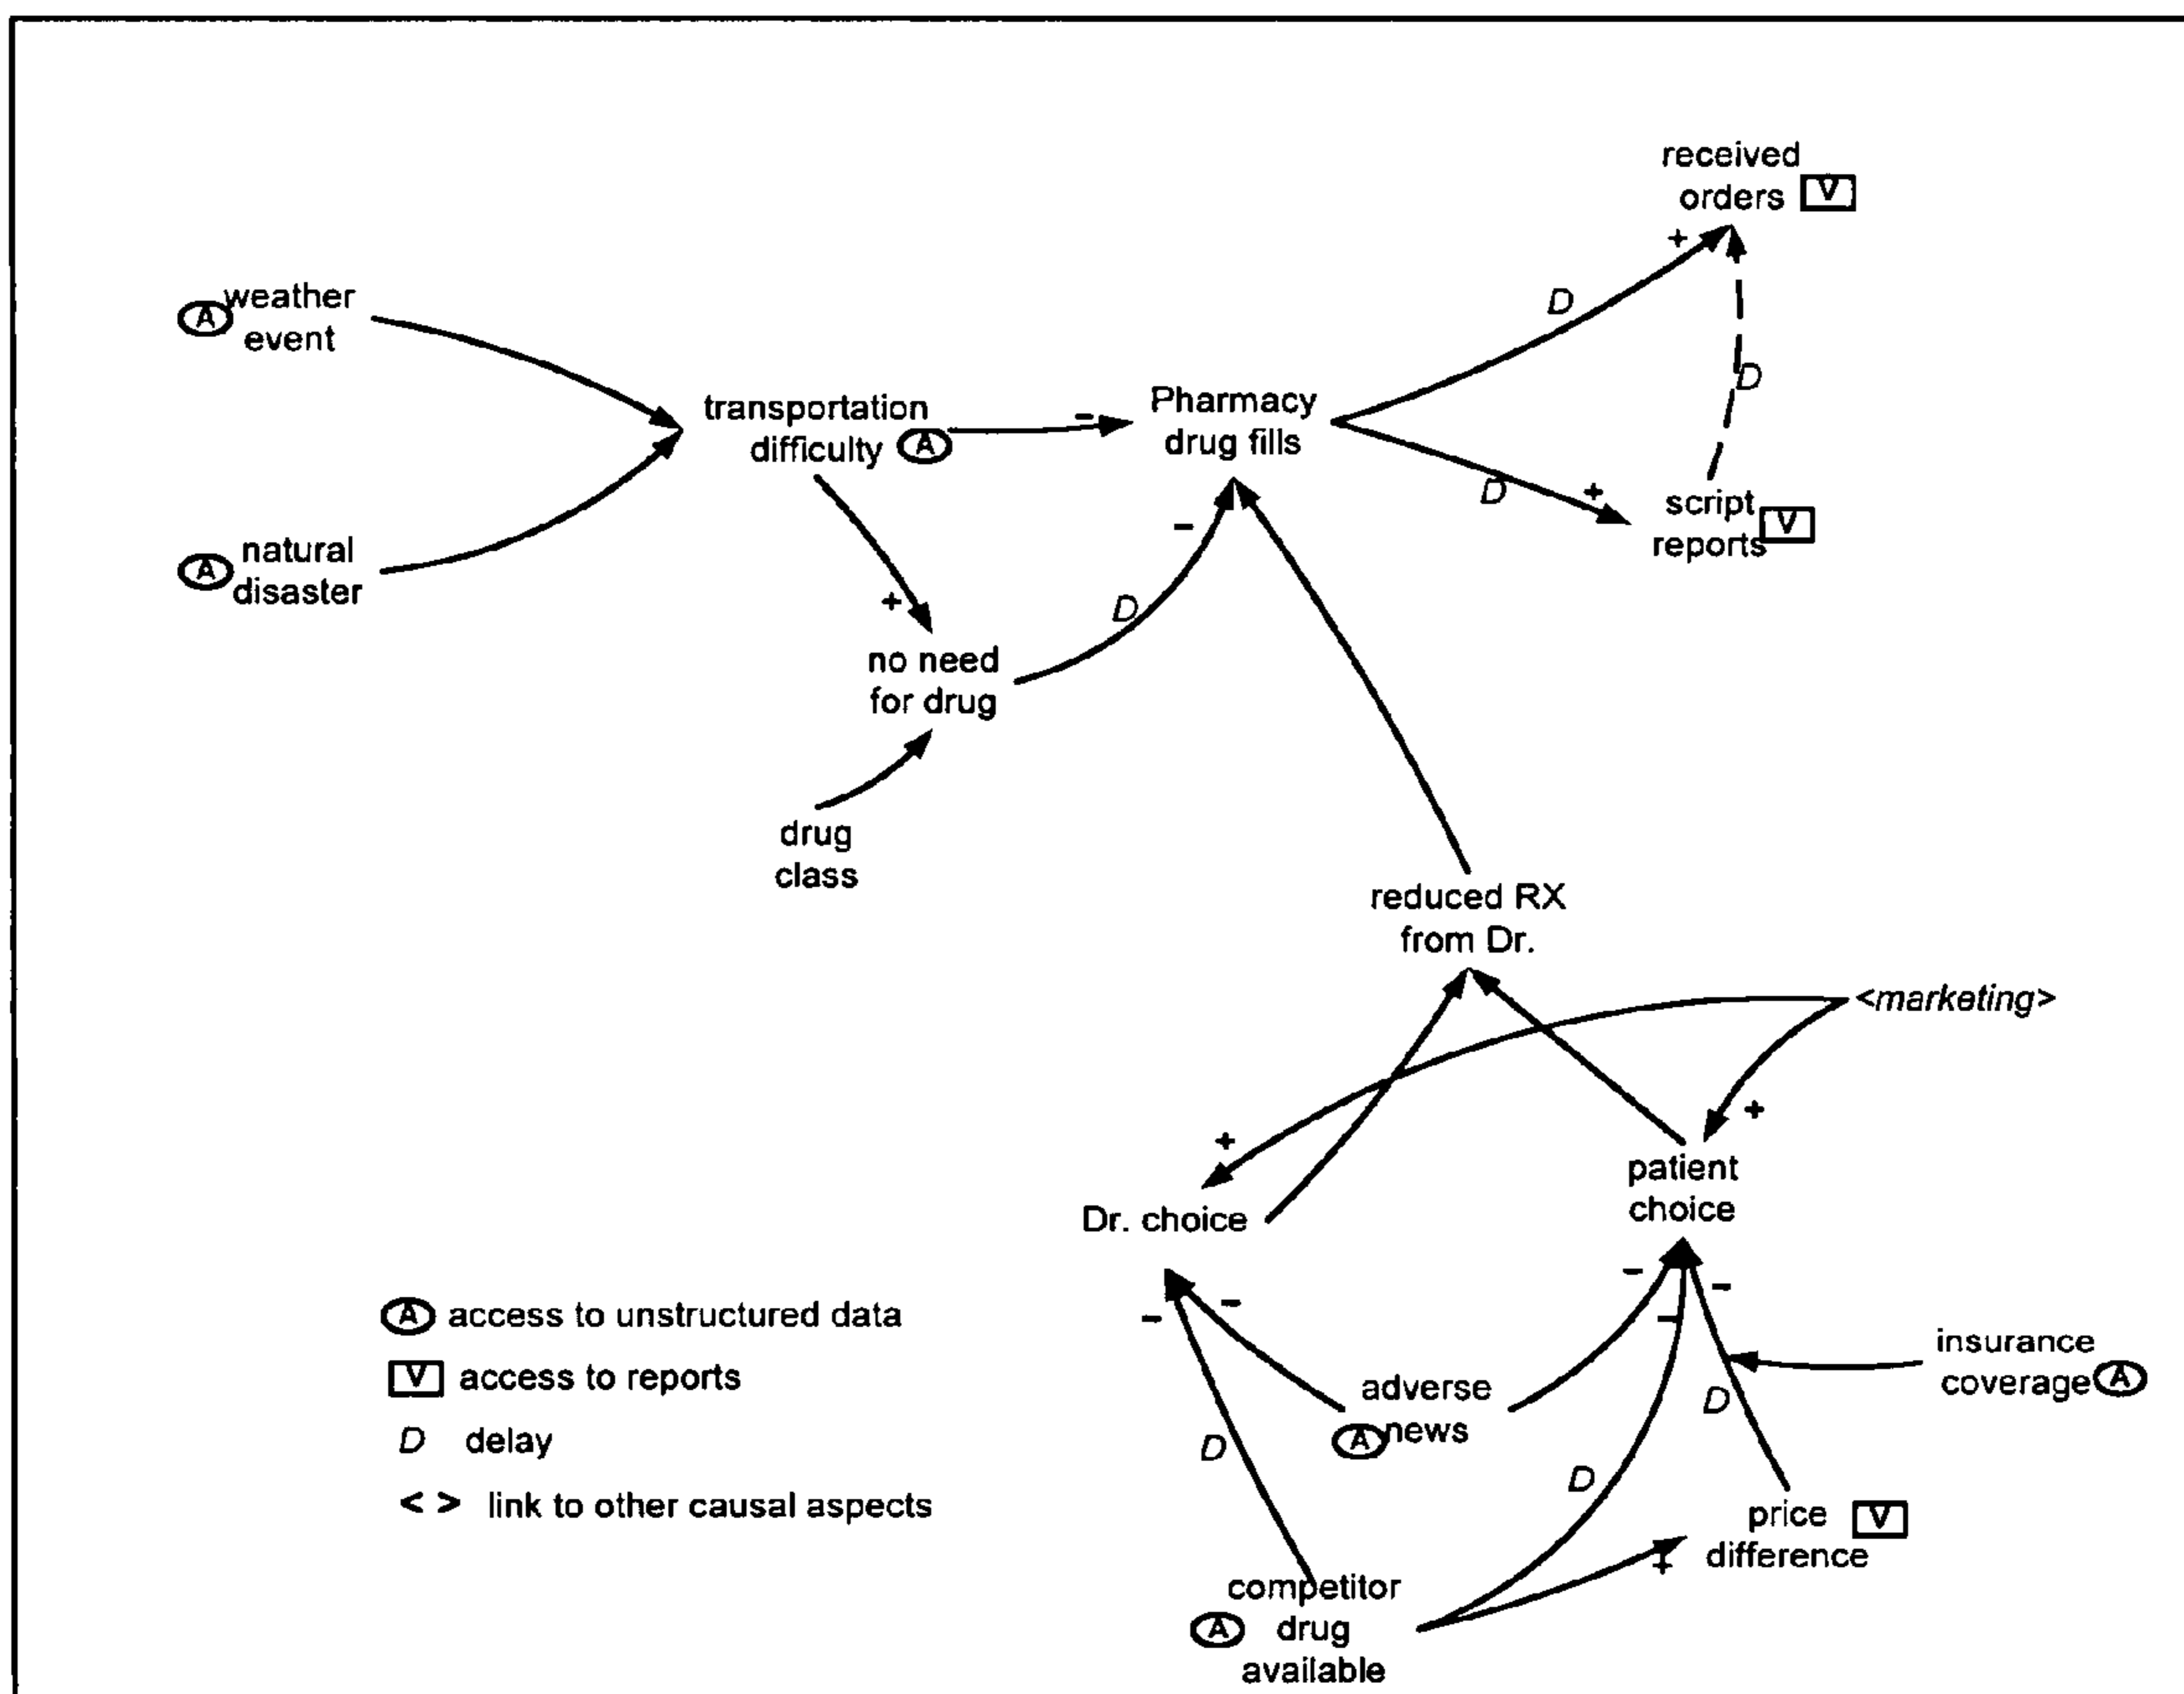 received
orders V
+
D
A weather
event
D
transportation
difficulty A
-
Pharmacy
drug fills
D
+
script
reports V
A natural
disaster
-
+
D
no need
for drug
drug
class
reduced RX
from Dr.
<marketing>
+
+
patient
choice
Dr. choice
-
-
-
-
-
A access to unstructured data
V access to reports
D delay
< > link to other causal aspects
insurance
coverage A
adverse
A news
D
D
D
price V
difference
+
competitor
A drug
available